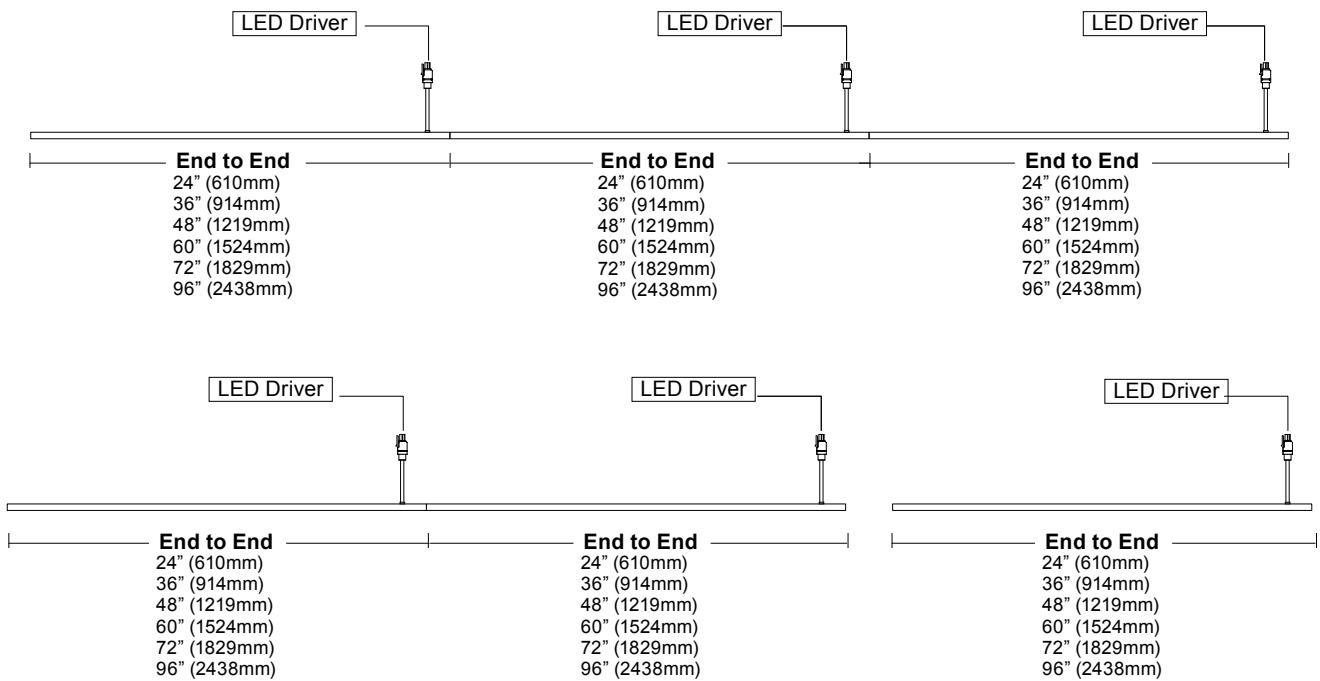 LED Driver LED Driver LED Driver
End to End End to End End to End
24” (610mm) 24” (610mm) 24” (610mm)
36” (914mm) 36” (914mm) 36” (914mm)
48” (1219mm) 48” (1219mm) 48” (1219mm)
60” (1524mm) 60” (1524mm) 60” (1524mm)
72” (1829mm) 72” (1829mm) 72” (1829mm)
96” (2438mm) 96” (2438mm) 96” (2438mm)
LED Driver LED Driver LED Driver
End to End End to End End to End
24” (610mm) 24” (610mm) 24” (610mm)
36” (914mm) 36” (914mm) 36” (914mm)
48” (1219mm) 48” (1219mm) 48” (1219mm)
60” (1524mm) 60” (1524mm) 60” (1524mm)
72” (1829mm) 72” (1829mm) 72” (1829mm)
96” (2438mm) 96” (2438mm) 96” (2438mm)